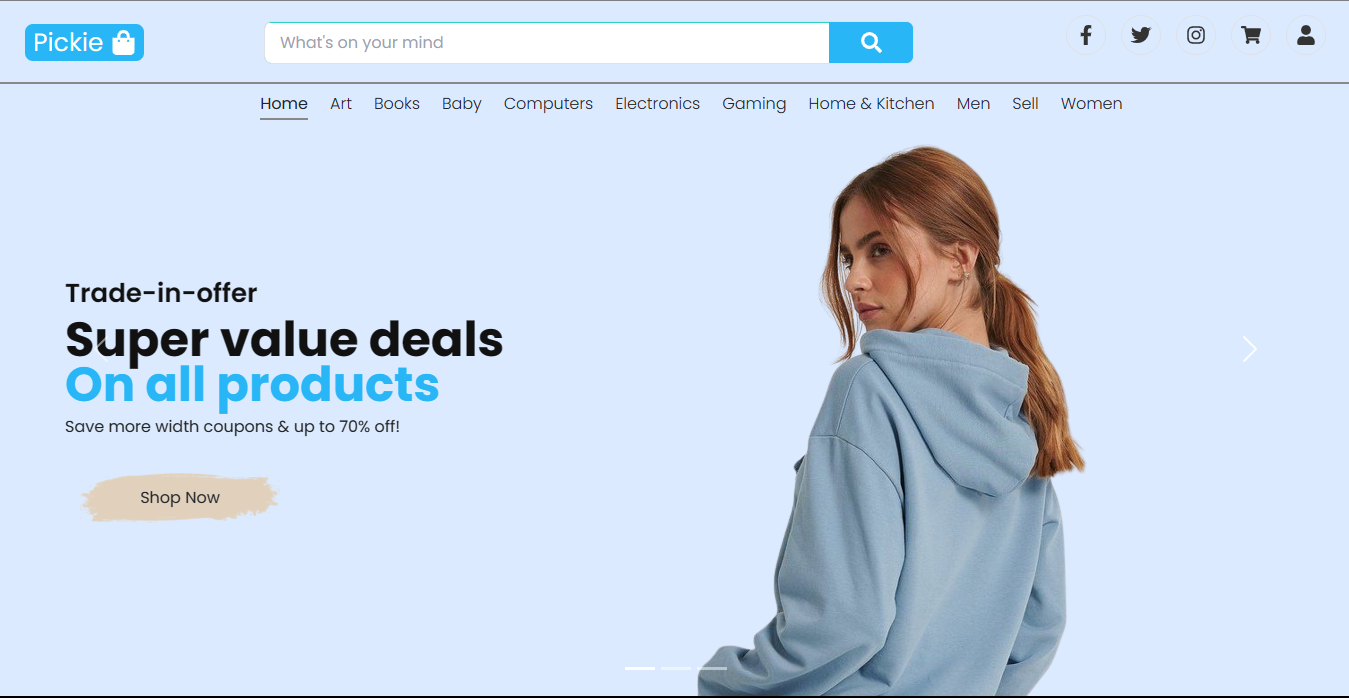 Pickie
What's on your mind
Home Art Books Baby Computers Electronics Gaming Home & Kitchen Men Sell Women
Trade-in-offer
Super value deals
On all products
Save more width coupons & up to 70% off!
Shop Now